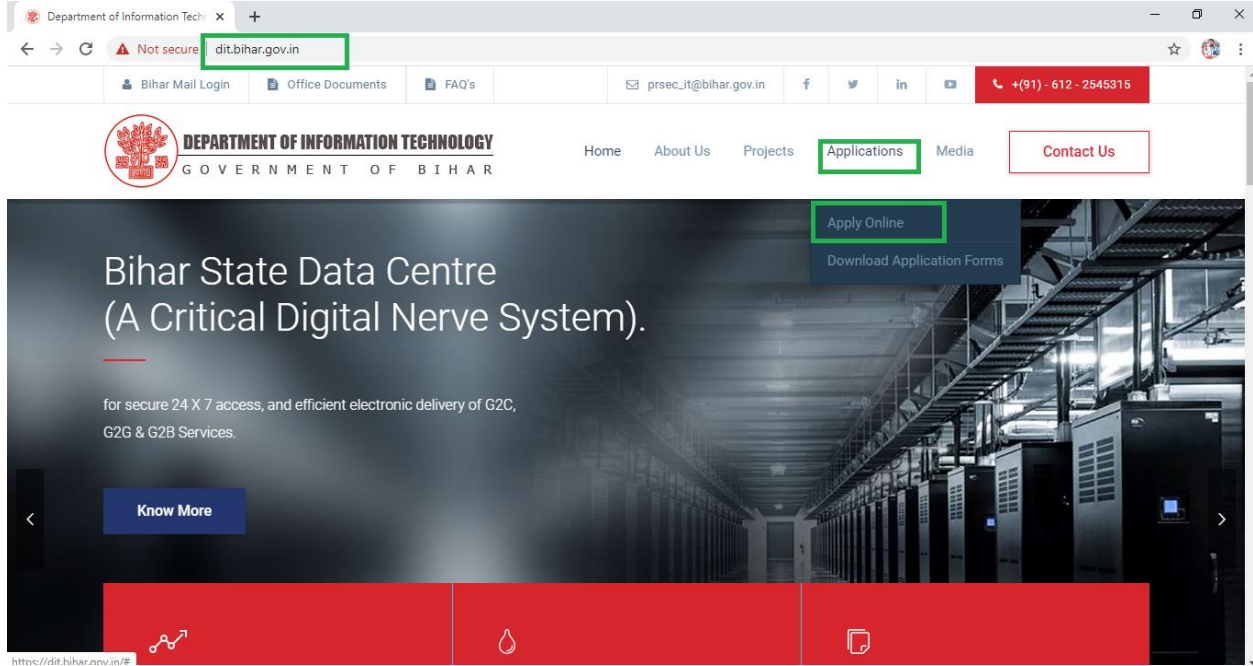 Department of Information Techn
Not secure dit.bihar.gov.in
Bihar Mail Login Office Documents FAQ's prsec_it@bihar.gov.in +(91) - 612 - 2545315
DEPARTMENT OF INFORMATION TECHNOLOGY
GOVERNMENT OF BIHAR
Home About Us Projects Applications Media Contact Us
Apply Online
Download Application Forms
Bihar State Data Centre
(A Critical Digital Nerve System).
for secure 24 X 7 access, and efficient electronic delivery of G2C,
G2G & G2B Services.
Know More
https://dit.bihar.gov.in/#